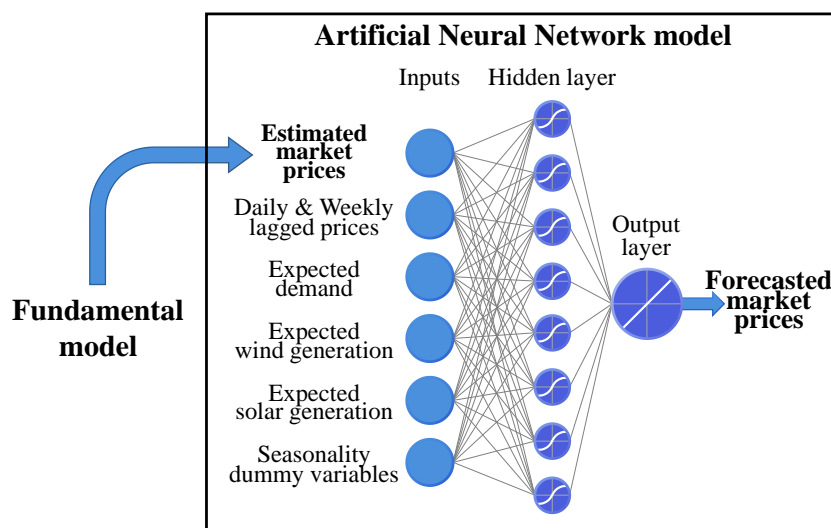 Artificial Neural Network model
Inputs
Hidden layer
Estimated
market
prices
Daily & Weekly
lagged prices
Expected
demand
Expected
wind generation
Expected
solar generation
Seasonality
dummy variables
Fundamental
model
Output
layer
Forecasted
market
prices